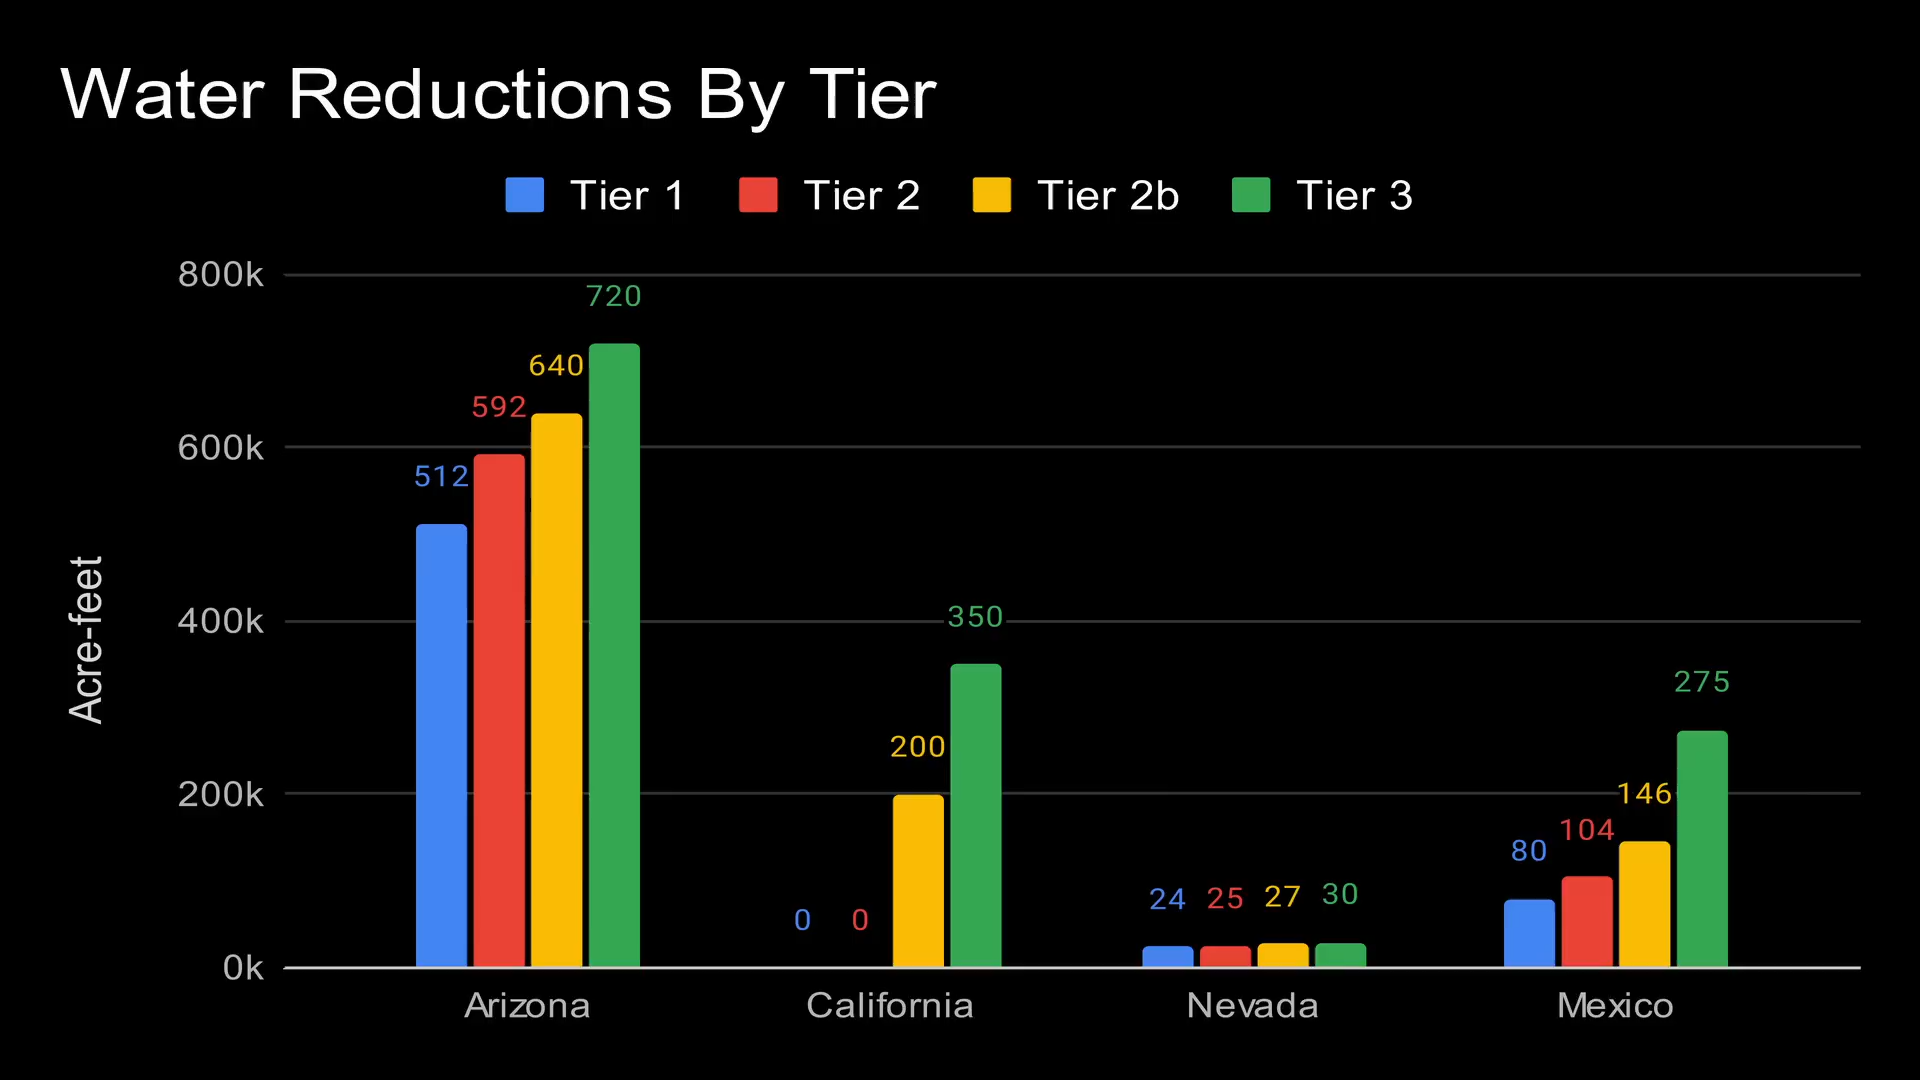 Water Reductions By Tier
Tier 1 Tier 2 Tier 2b Tier 3
800k
600k
400k
200k
0k
Acre-feet
512 592 640 720
0 0 200 350
24 25 27 30
80 104 146 275
Arizona California Nevada Mexico